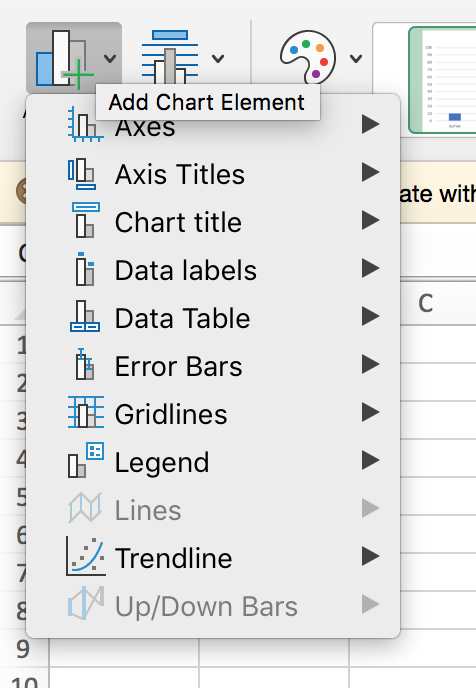 Add Chart Element
Axes
Axis Titles
ate with
Chart title
Data labels
C
Data Table
1
Error Bars
2
Gridlines
3
Legend
4
Lines
5
6
Trendline
7
Up/Down Bars
8
9
10